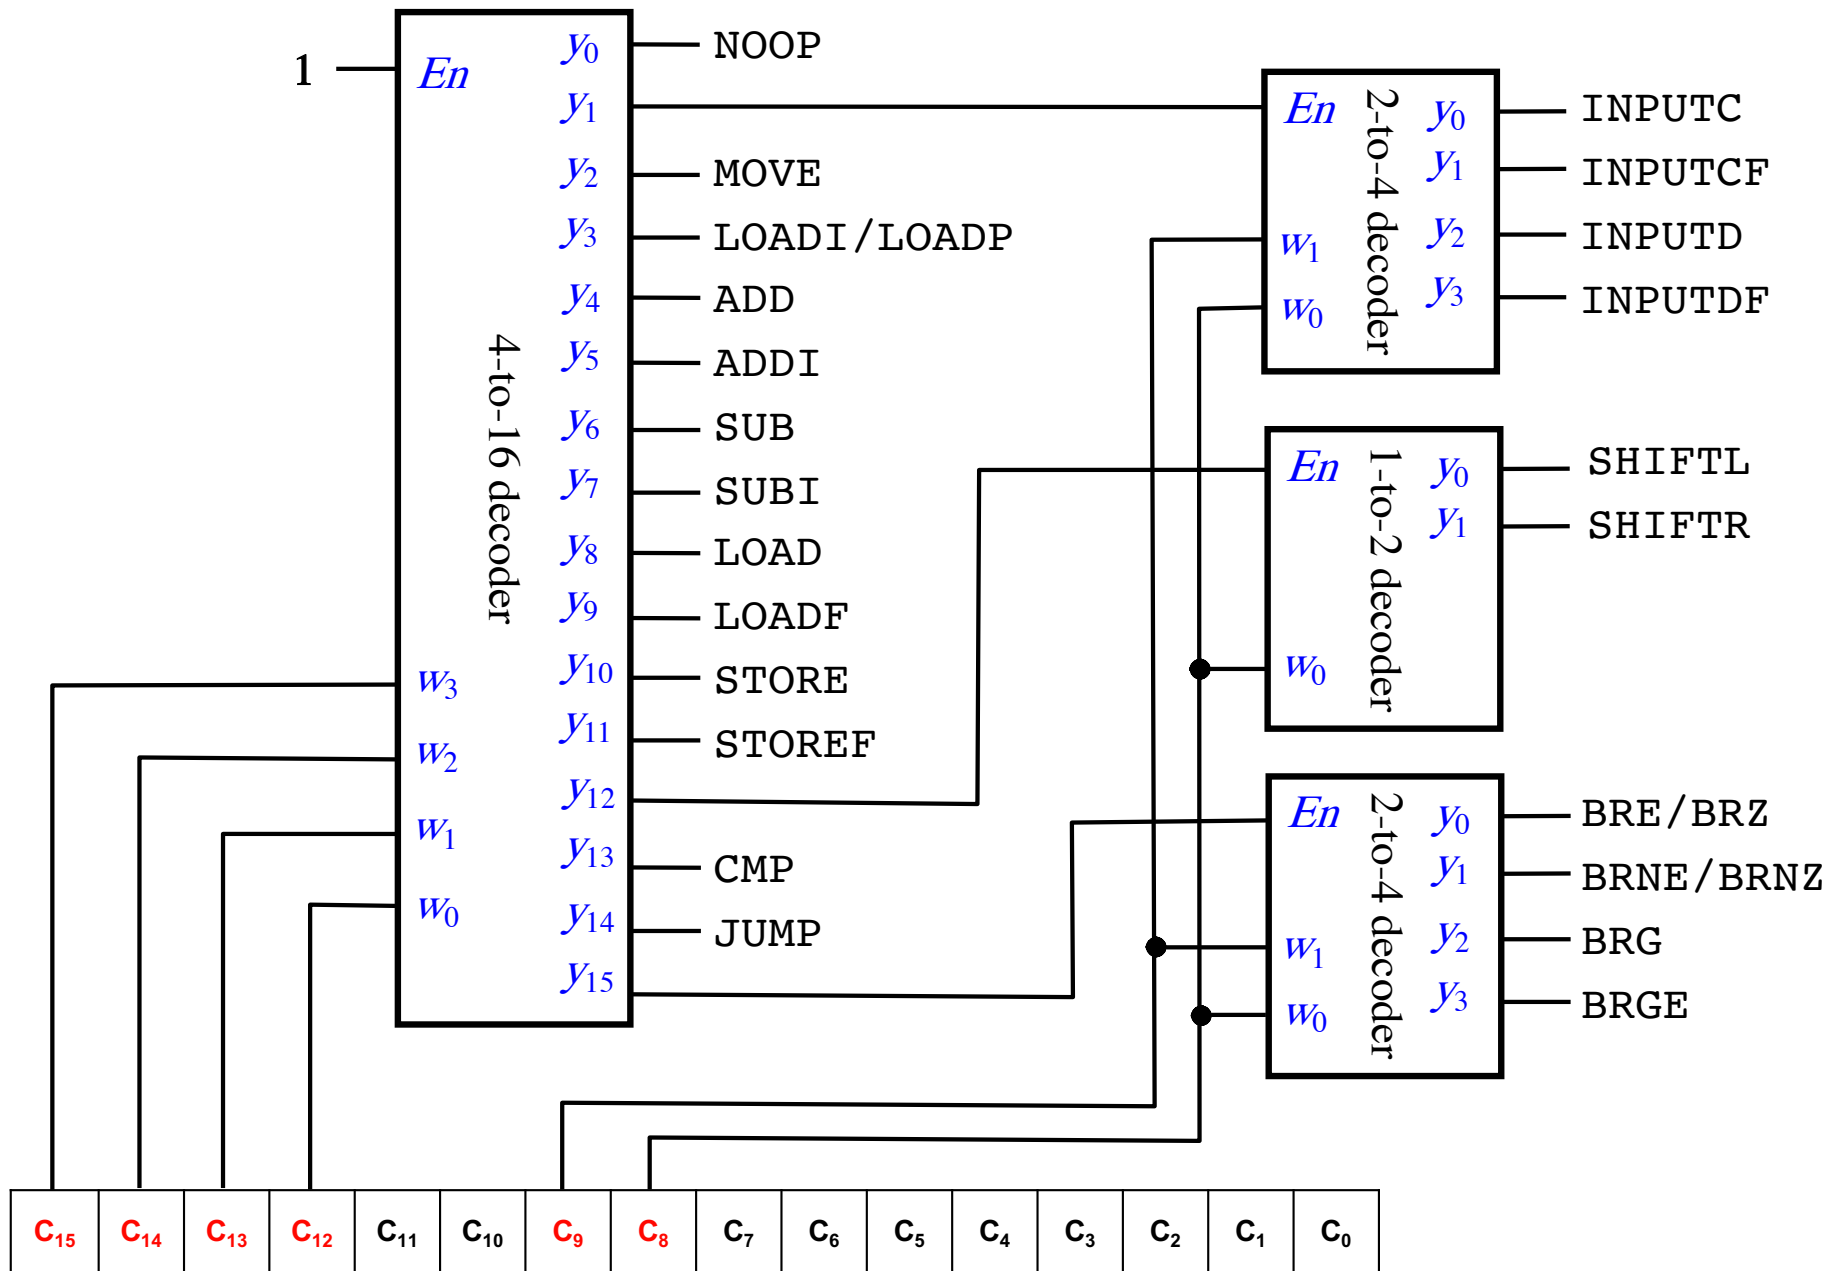 1
En
y0
y1
y2
y3
y4
y5
y6
y7
y8
y9
y10
y11
y12
y13
y14
y15
w3
w2
w1
w0
4-to-16 decoder
NOOP
MOVE
LOADI/LOADP
ADD
ADDI
SUB
SUBI
LOAD
LOADF
STORE
STOREF
CMP
JUMP
En
w1
w0
2-to-4 decoder
y0
y1
y2
y3
INPUTC
INPUTCF
INPUTD
INPUTDF
En
w0
1-to-2 decoder
y0
y1
SHIFTL
SHIFTR
En
w1
w0
2-to-4 decoder
y0
y1
y2
y3
BRE/BRZ
BRNE/BRNZ
BRG
BRGE
C15 C14 C13 C12 C11 C10 C9 C8 C7 C6 C5 C4 C3 C2 C1 C0